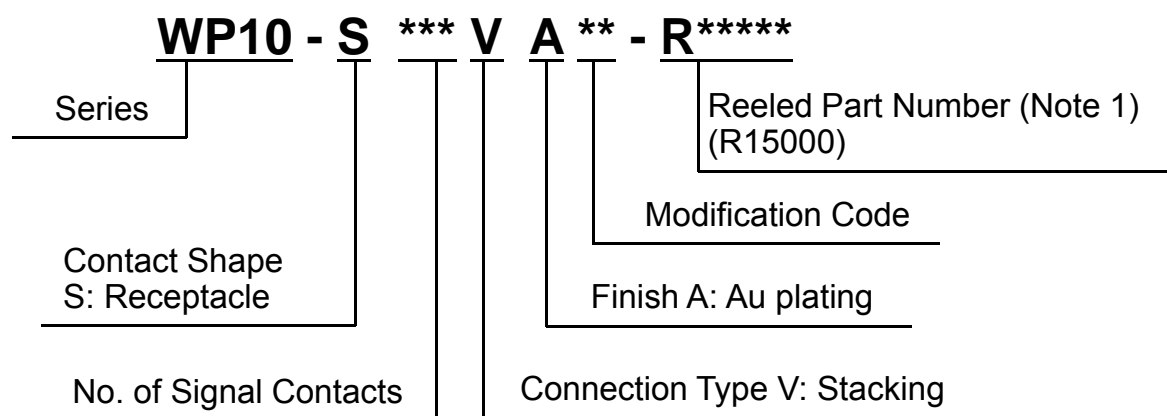 WP10 - S *** V A ** - R*****
Series
Reeled Part Number (Note 1)
(R15000)
Modification Code
Contact Shape
S: Receptacle
Finish A: Au plating
No. of Signal Contacts
Connection Type V: Stacking